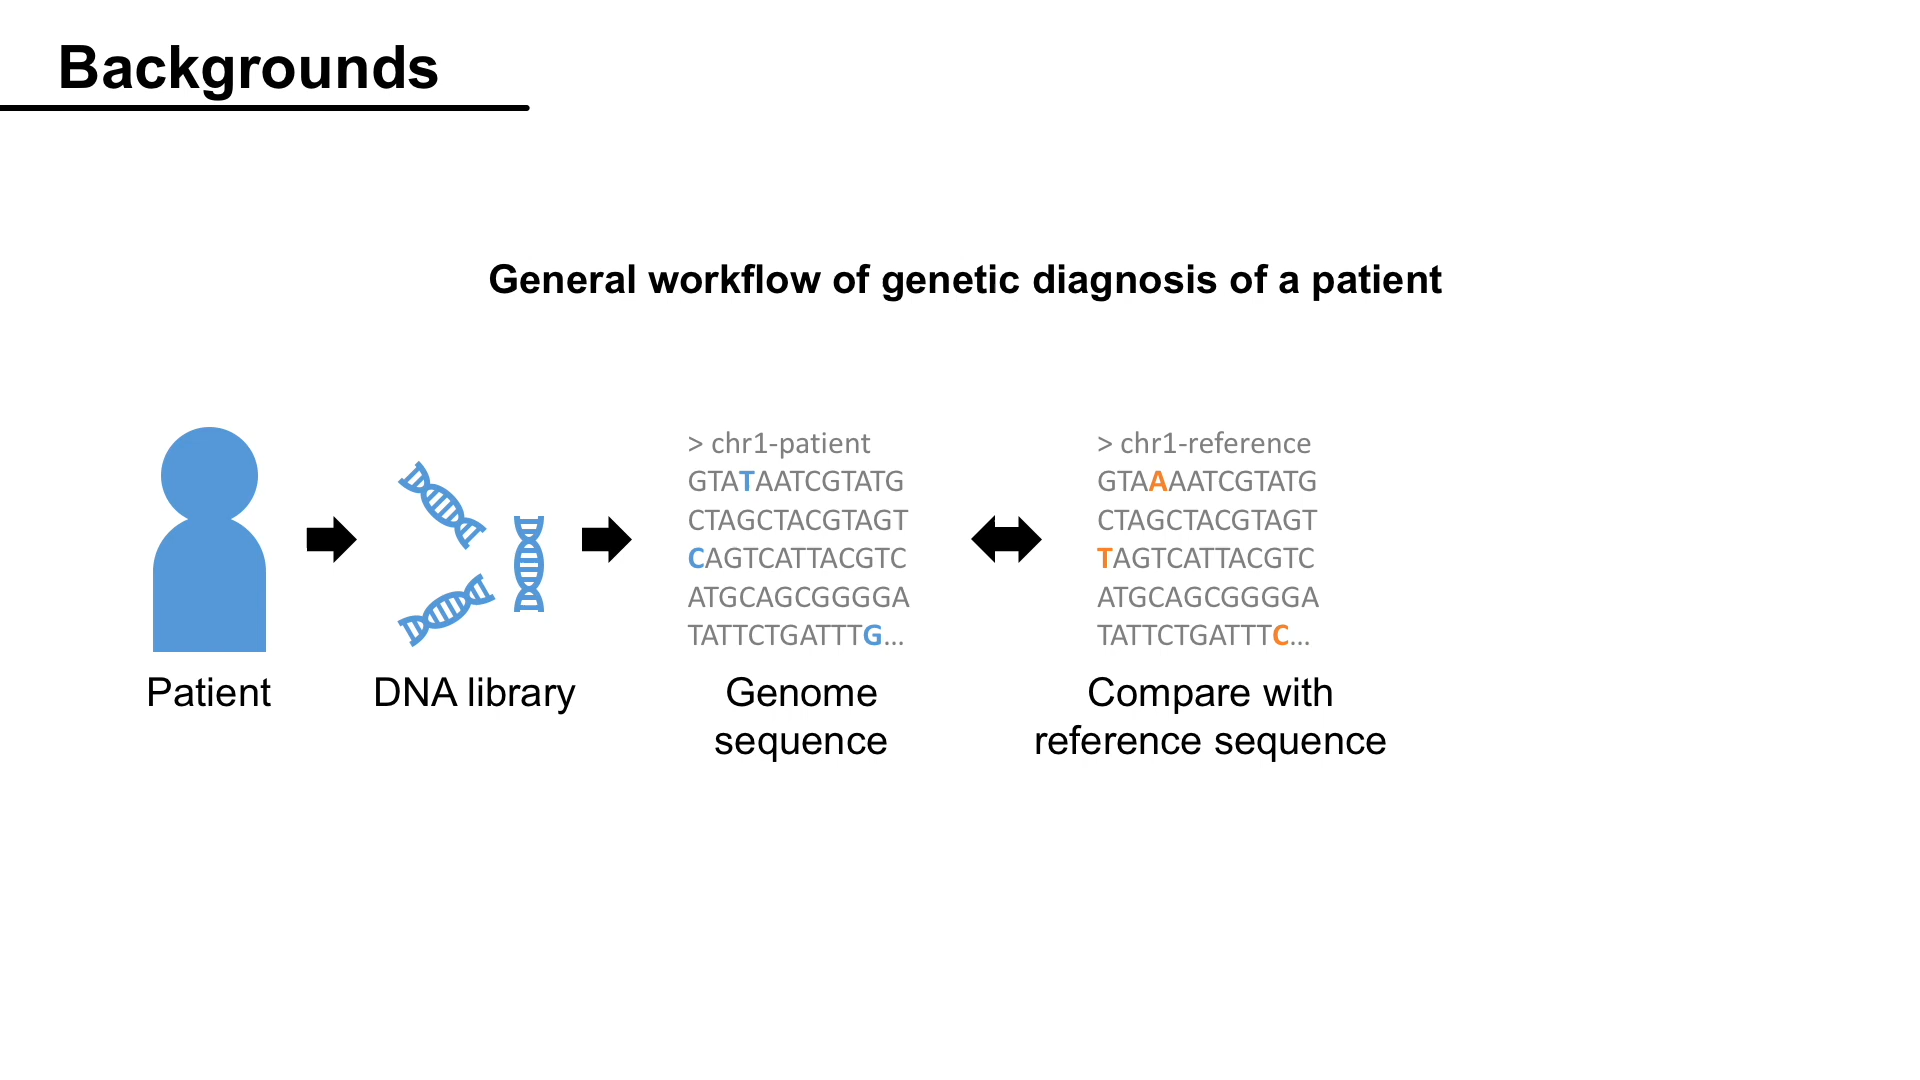 Backgrounds
General workflow of genetic diagnosis of a patient
> chr1-patient
GTATAATCGTATG
CTAGCTACGTAGT
CAGTCATTACGTC
ATGCAGCGGGGA
TATTCTGATTTG...
> chr1-reference
GTAAAATCGTATG
CTAGCTACGTAGT
TAGTCATTACGTC
ATGCAGCGGGGA
TATTCTGATTTC...
Patient
DNA library
Genome
sequence
Compare with
reference sequence